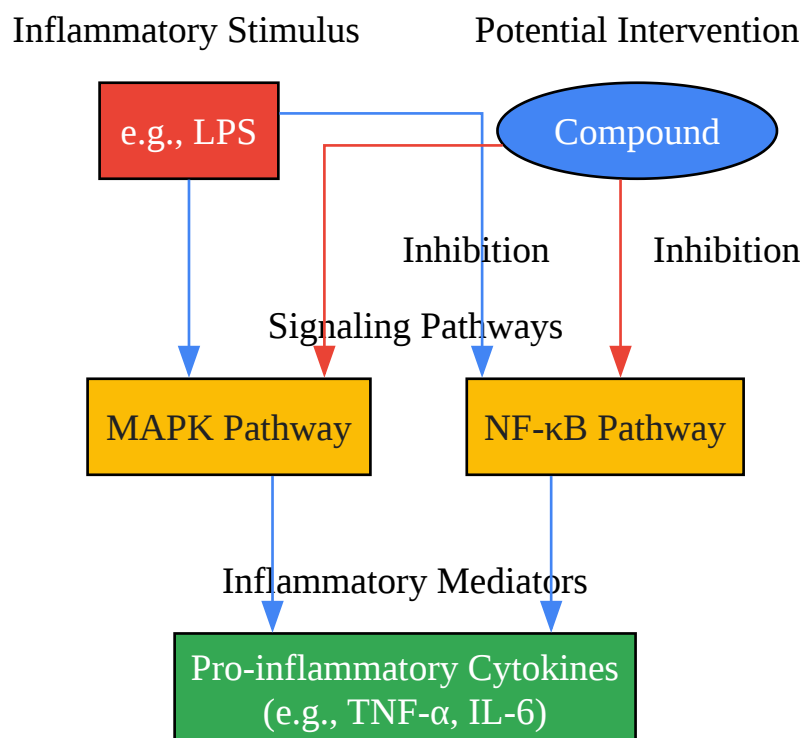 Inflammatory Stimulus
Potential Intervention
e.g., LPS
Compound
Inhibition
Inhibition
Signaling Pathways
MAPK Pathway
NF-κB Pathway
Inflammatory Mediators
Pro-inflammatory Cytokines
(e.g., TNF-α, IL-6)